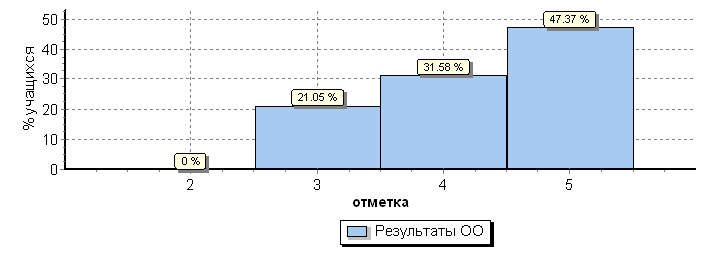 50
47.37 %
40
31.58 %
30
21.05 %
20
10
0 %
0
2 3 4 5
% учащихся
отметка
Результаты ОО